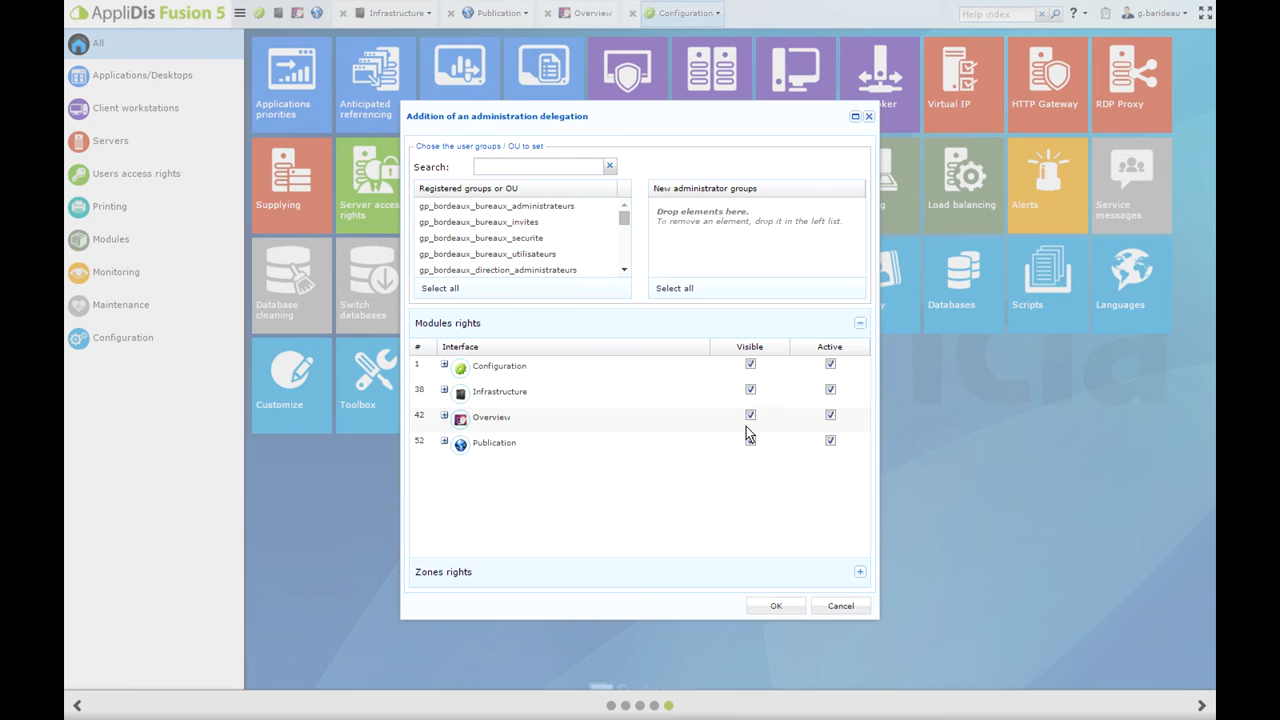 AppliDis Fusion 5
Infrastructure
Publication
Overview
Configuration
Help index
?
g.barideau
All
Applications/Desktops
Client workstations
Servers
Users access rights
Printing
Modules
Monitoring
Maintenance
Configuration
Applications
priorities
Anticipated
referencing
Virtual IP
HTTP Gateway
RDP Proxy
Supplying
Server acces
rights
Load balancing
Alerts
Service
messages
Database
cleaning
Switch
databases
Databases
Scripts
Languages
Customize
Toolbox
Addition of an administration delegation
Chose the user groups / OU to set
Search:
Registered groups or OU
gp_bordeaux_bureaux_administrateurs
gp_bordeaux_bureaux_invites
gp_bordeaux_bureaux_securite
gp_bordeaux_bureaux_utilisateurs
gp_bordeaux_direction_administrateurs
Select all
New administrator groups
Drop elements here.
To remove an element, drop it in the left list.
Select all
Modules rights
# Interface Visible Active
1 Configuration
38 Infrastructure
42 Overview
52 Publication
Zones rights
OK Cancel